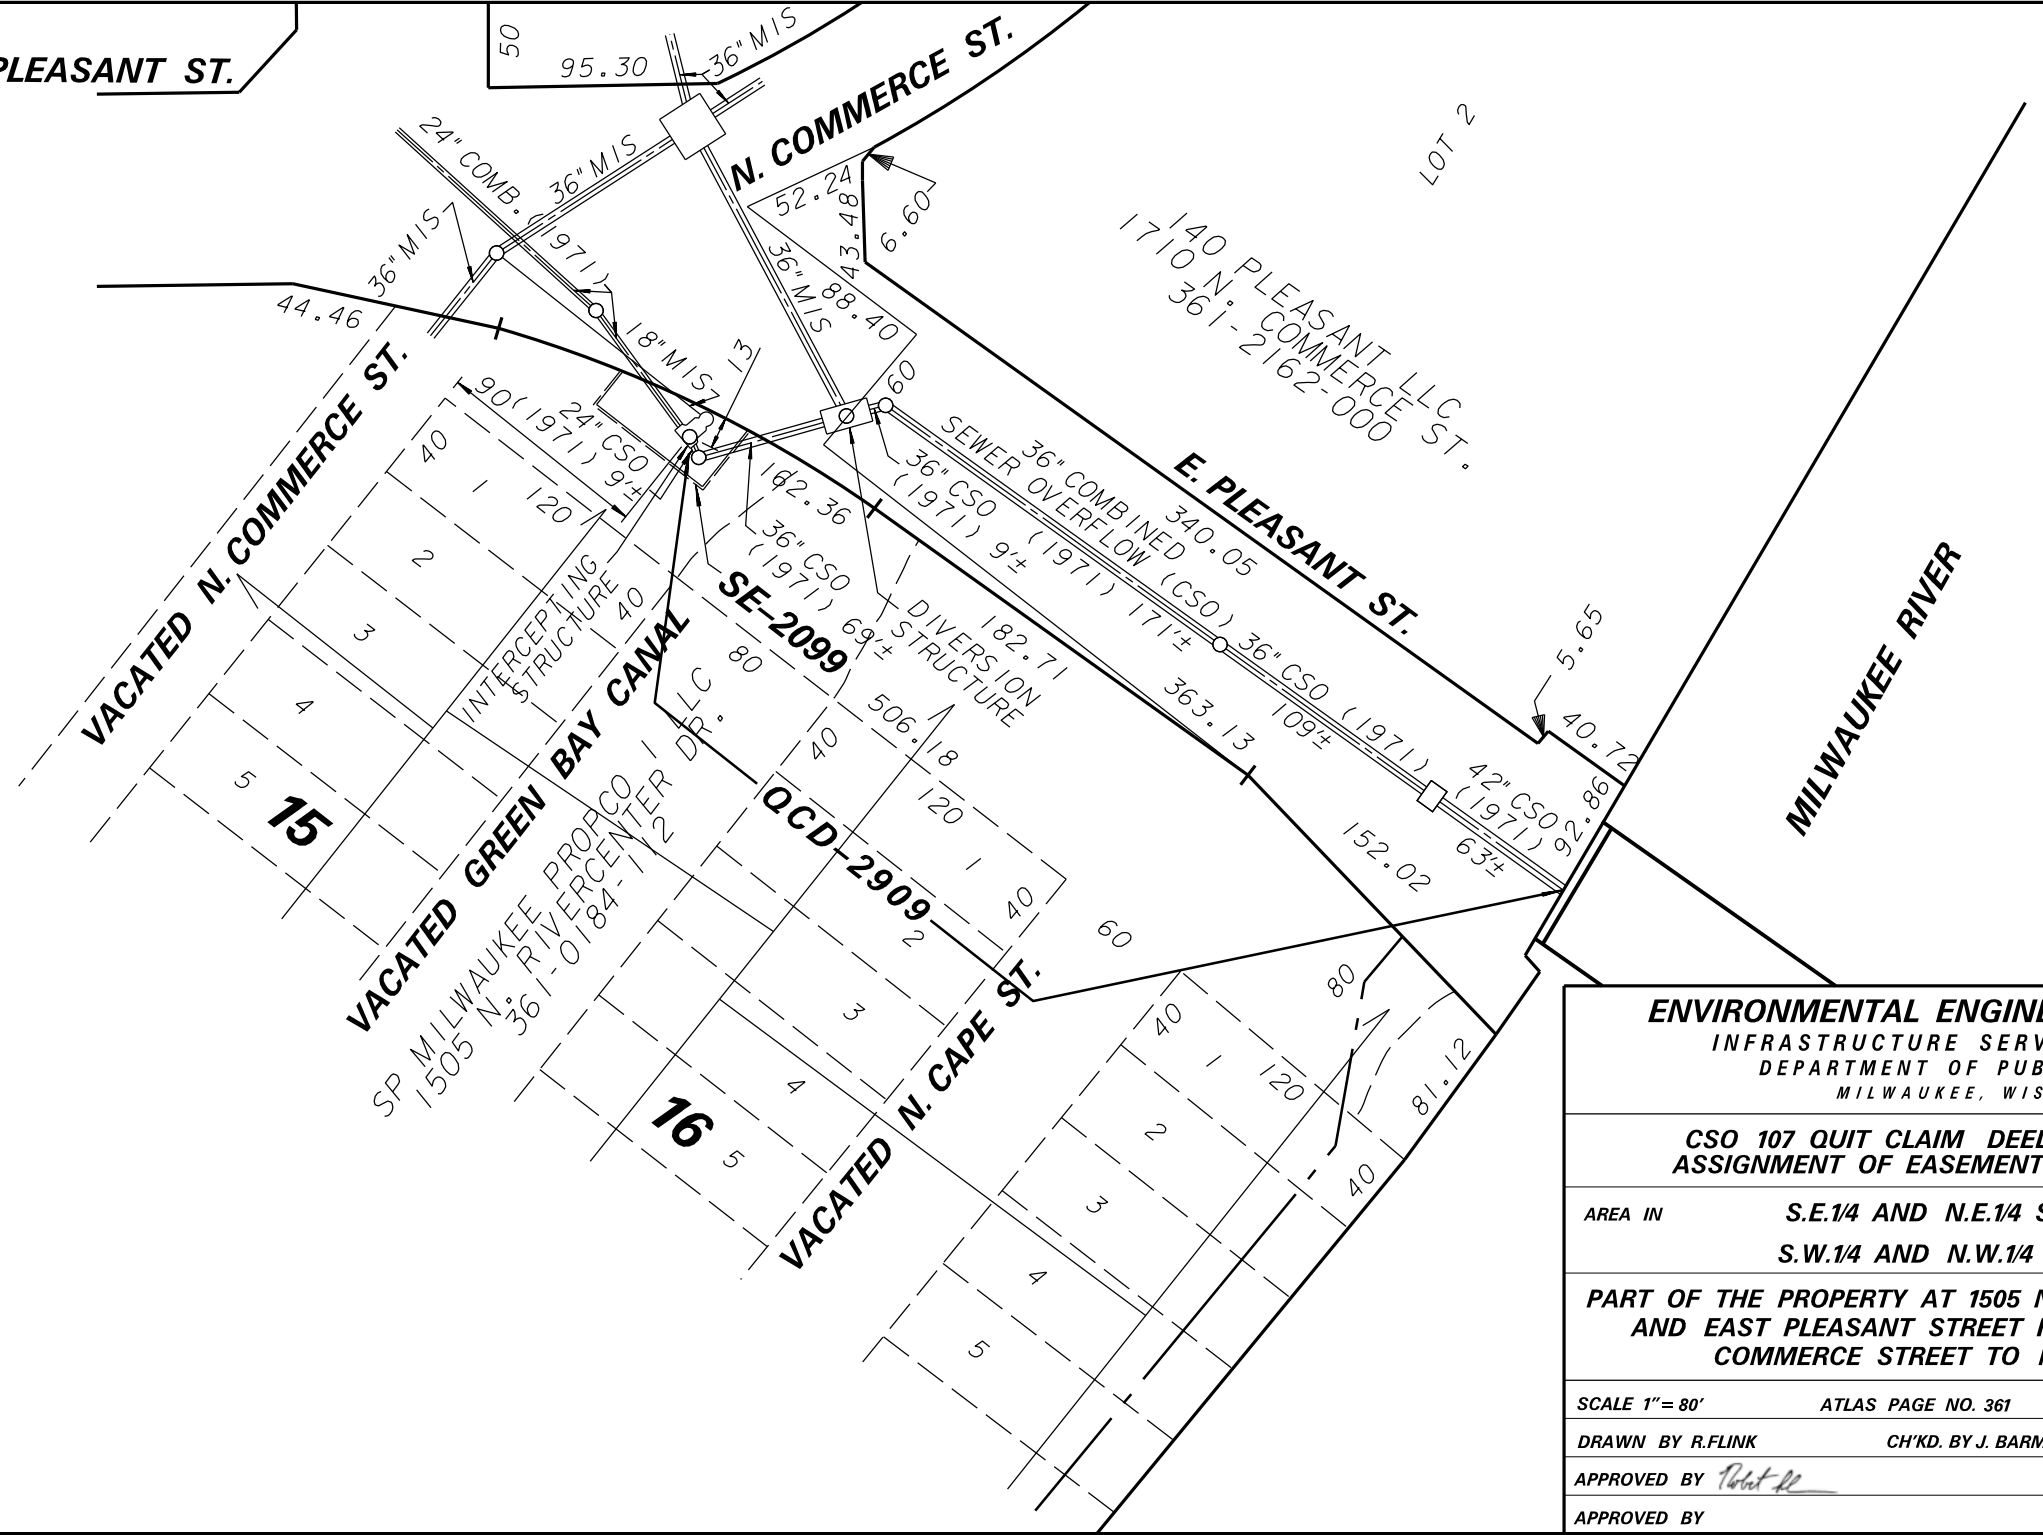 PLEASANT ST.
50
95.30
36"MIS
N. COMMERCE ST.
24"COMB. (1971)
36"MIS
36"MIS
52.24
43.48
6.60
LOT 2
140 PLEASANT LLC
1710 N. COMMERCE ST.
361-2162-000
44.46
36"MIS
88.40
18"MIS
13
60
VACATED N. COMMERCE ST.
90
24"CSO
(1971) 9'±
40
1
120
2
3
4
5
15
INTERCEPTING
STRUCTURE
40
162.36
36"CSO
(1971) 69'±
36"CSO
(1971) 9'±
SEWER OVERFLOW (CSO)
36"COMBINED
(1971) 171'±
340.05
E. PLEASANT ST.
SE-2099
DIVERSION
STRUCTURE
182.71
363.13
36"CSO (1971)
109'±
5.65
40.72
42"CSO
(1971)
63'±
92.86
MILWAUKEE RIVER
VACATED GREEN BAY CANAL
80
506.18
40
120
SP MILWAUKEE PROPCO I LLC
1505 N. RIVERCENTER DR.
361-0184-112
QCD-2909
1
40
2
3
4
5
16
60
152.02
80
VACATED N. CAPE ST.
40
1
120
81.12
2
40
3
4
5
ENVIRONMENTAL ENGINE
INFRASTRUCTURE SERV
DEPARTMENT OF PUB
MILWAUKEE, WIS
CSO 107 QUIT CLAIM DEED
ASSIGNMENT OF EASEMENT
AREA IN S.E.1/4 AND N.E.1/4 S
S.W.1/4 AND N.W.1/4
PART OF THE PROPERTY AT 1505 N
AND EAST PLEASANT STREET
COMMERCE STREET TO
SCALE 1"= 80' ATLAS PAGE NO. 361
DRAWN BY R.FLINK CH'KD. BY J. BARM
APPROVED BY
APPROVED BY